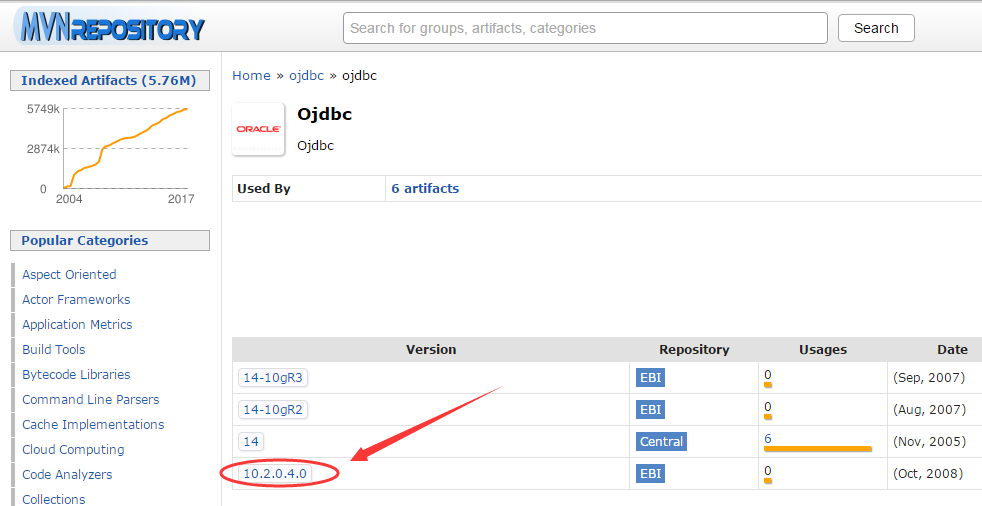 MVNREPOSITORY
Search for groups, artifacts, categories
Search
Indexed Artifacts (5.76M)
5749k
2874k
0
2004
2017
Popular Categories
Aspect Oriented
Actor Frameworks
Application Metrics
Build Tools
Bytecode Libraries
Command Line Parsers
Cache Implementations
Cloud Computing
Code Analyzers
Collections
Home » ojdbc » ojdbc
ORACLE
Ojdbc
Ojdbc
Used By 6 artifacts
Version Repository Usages Date
14-10gR3 EBI 0 (Sep, 2007)
14-10gR2 EBI 0 (Aug, 2007)
14 Central 6 (Nov, 2005)
10.2.0.4.0 EBI 0 (Oct, 2008)